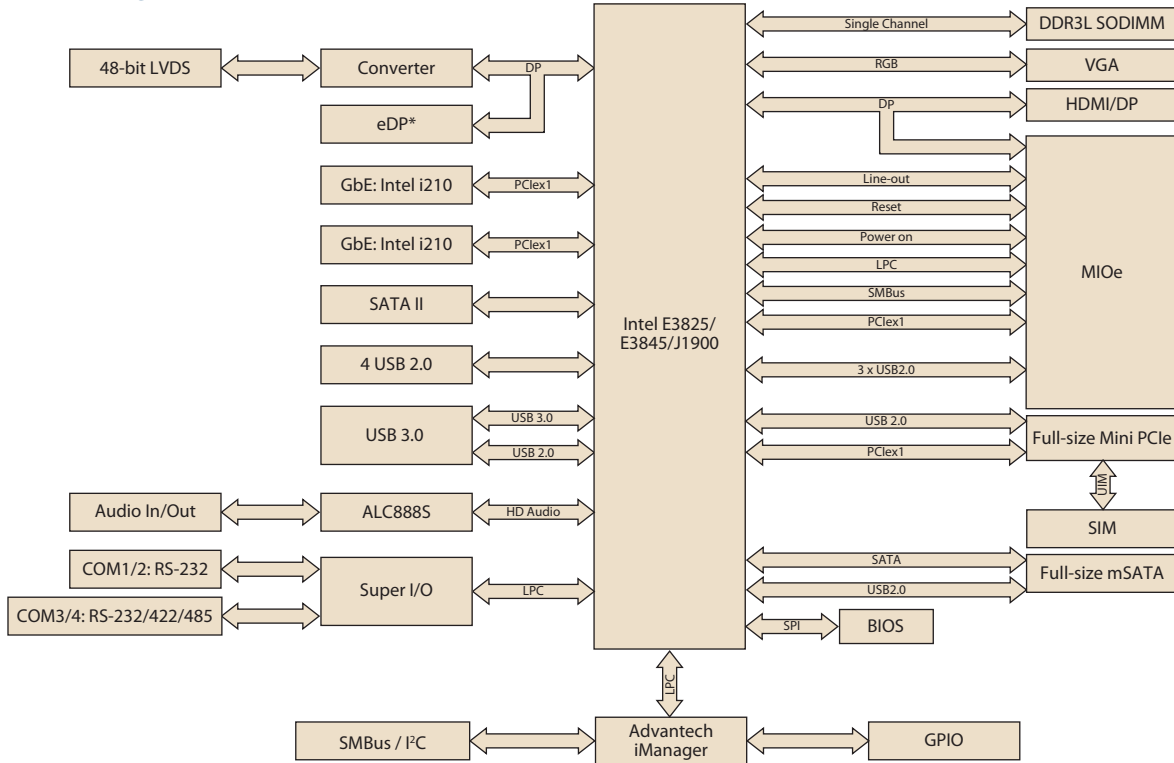 Single Channel
DDR3L SODIMM
48-bit LVDS
Converter
DP
RGB
VGA
eDP*
DP
HDMI/DP
GbE: Intel i210
PCIex1
Line-out
Reset
GbE: Intel i210
PCIex1
Power on
LPC
MIOe
SATA II
SMBus
Intel E3825/
E3845/J1900
PCIex1
4 USB 2.0
3 x USB2.0
USB 3.0
USB 3.0
USB 2.0
USB 2.0
Full-size Mini PCIe
PCIex1
UIM
Audio In/Out
ALC888S
HD Audio
SIM
COM1/2: RS-232
SATA
Full-size mSATA
Super I/O
LPC
USB2.0
COM3/4: RS-232/422/485
SPI
BIOS
LPC
SMBus / I²C
Advantech
iManager
GPIO